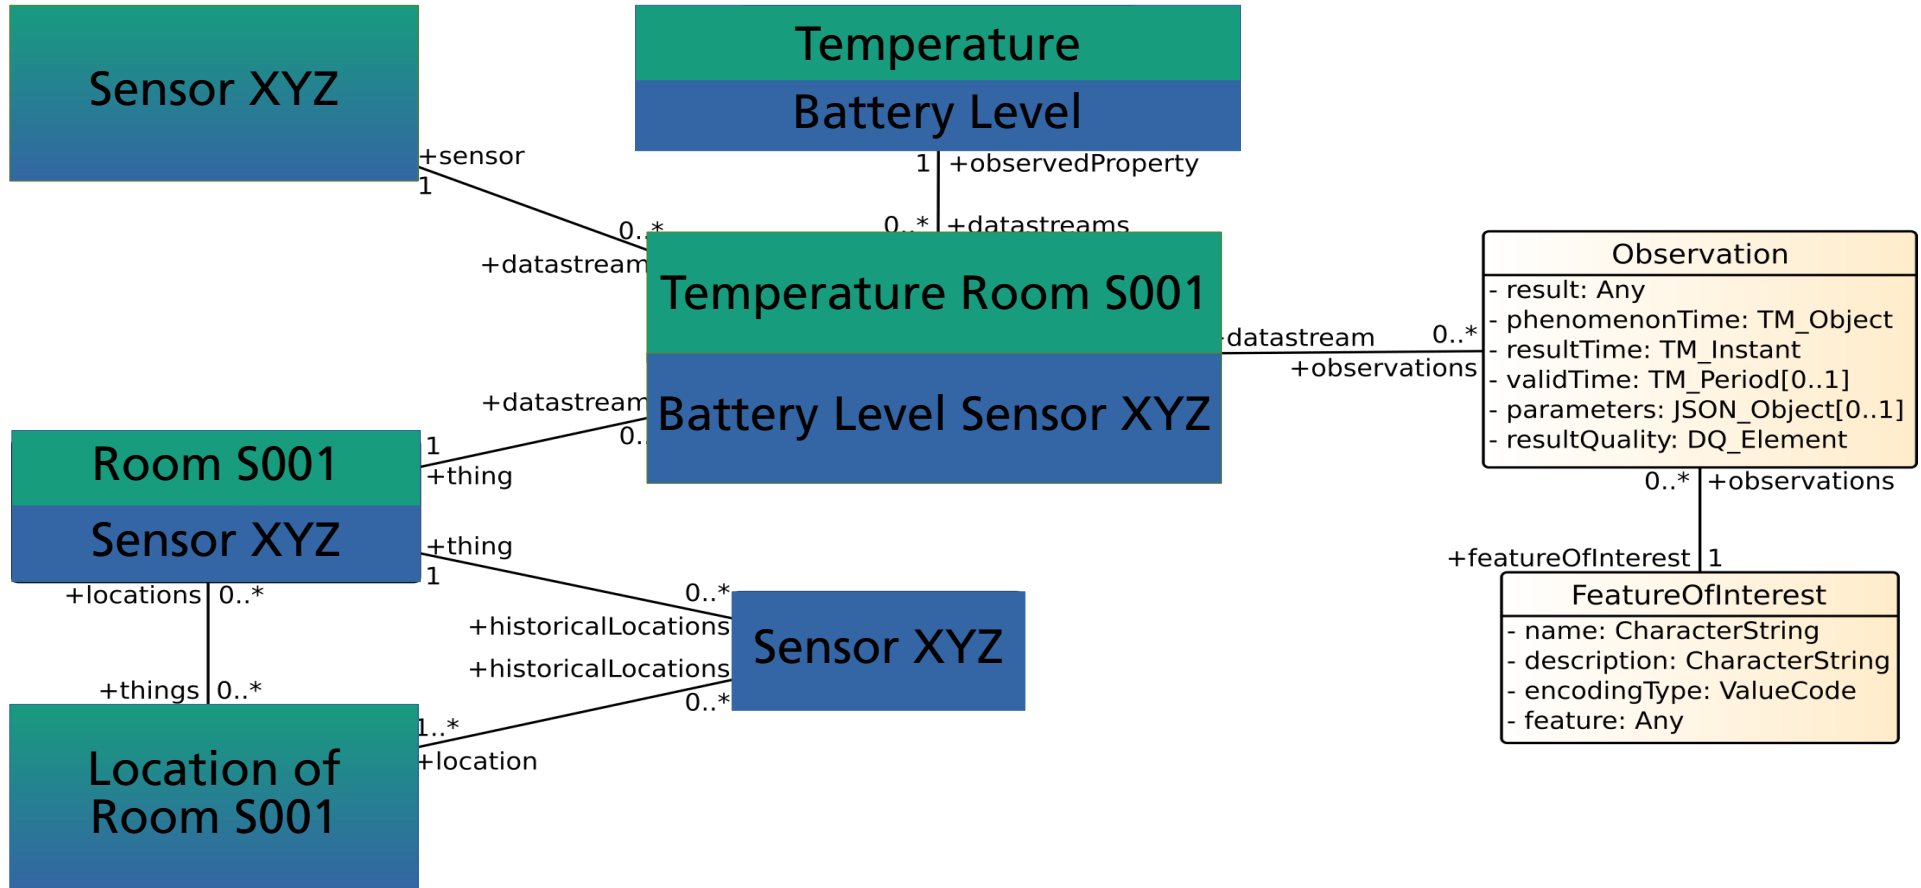 Sensor XYZ
Temperature
Battery Level
+sensor
1
1
+observedProperty
0..*
+datastream
0..*
+datastreams
Temperature Room S001
Battery Level Sensor XYZ
datastream
0..*
+observations
Observation
- result: Any
- phenomenonTime: TM_Object
- resultTime: TM_Instant
- validTime: TM_Period[0..1]
- parameters: JSON_Object[0..1]
- resultQuality: DQ_Element
+datastream
0.
1
+thing
Room S001
Sensor XYZ
+thing
1
+locations
0..*
0..*
+historicalLocations
+historicalLocations
0..*
Sensor XYZ
+things
0..*
1..*
+location
Location of
Room S001
0..*
+observations
+featureOfInterest
1
FeatureOfInterest
- name: CharacterString
- description: CharacterString
- encodingType: ValueCode
- feature: Any